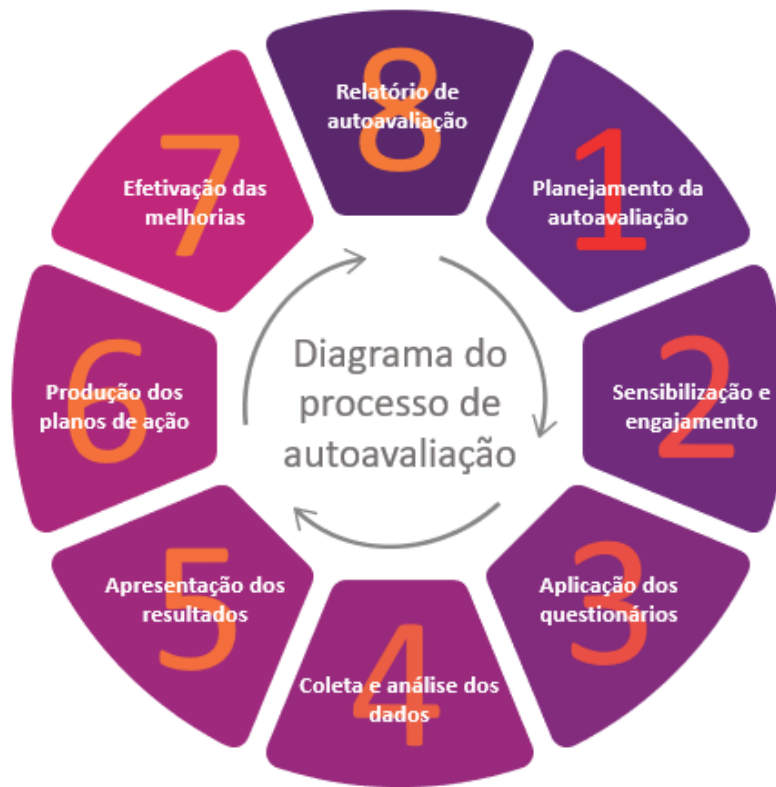 8
Relatório de
autoavaliação
1
Planejamento da
autoavaliação
2
Sensibilização e
engajamento
3
Aplicação dos
questionários
4
Coleta e análise dos
dados
5
Apresentação dos
resultados
6
Produção dos
planos de ação
7
Efetivação das
melhorias
Diagrama do
processo de
autoavaliação